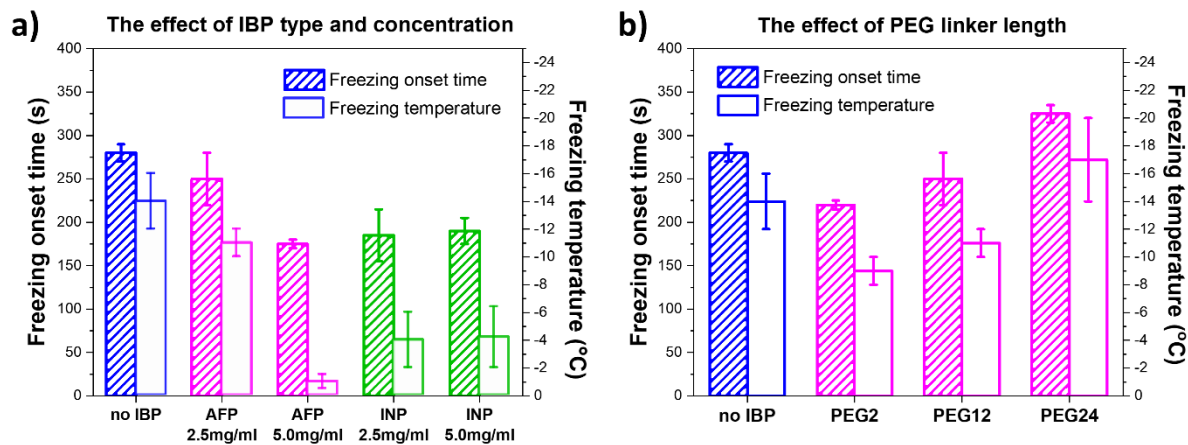 a)
The effect of IBP type and concentration
Freezing onset time (s)
400
350
300
250
200
150
100
50
0
Freezing onset time
Freezing temperature
-24
-22
-20
-18
-16
-14
-12
-10
-8
-6
-4
-2
0
Freezing temperature (°C)
no IBP
AFP
2.5mg/ml
AFP
5.0mg/ml
INP
2.5mg/ml
INP
5.0mg/ml
b)
The effect of PEG linker length
Freezing onset time (s)
400
350
300
250
200
150
100
50
0
Freezing onset time
Freezing temperature
-24
-22
-20
-18
-16
-14
-12
-10
-8
-6
-4
-2
0
Freezing temperature (°C)
no IBP
PEG2
PEG12
PEG24